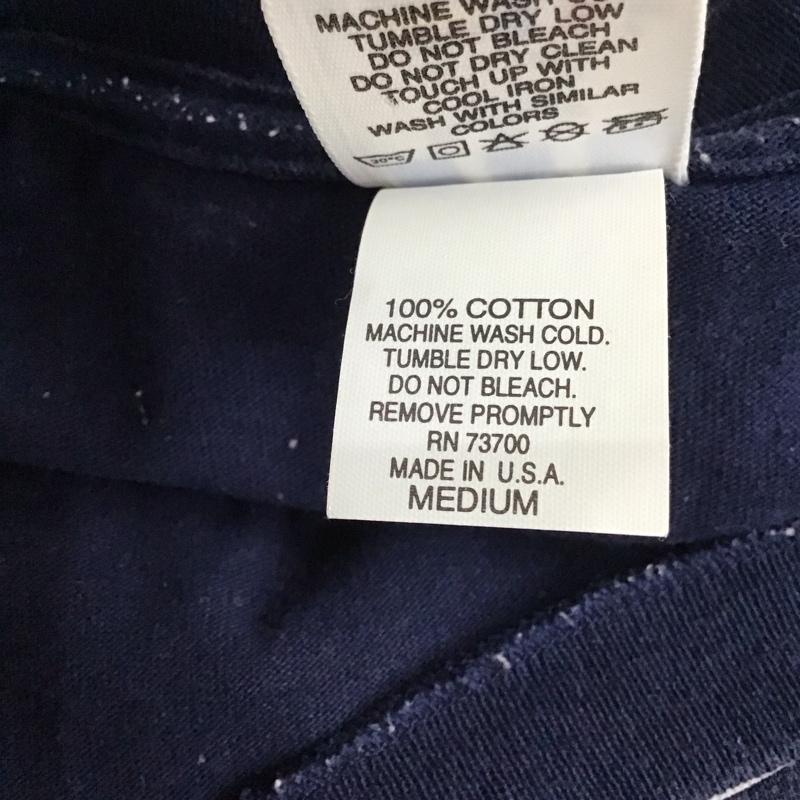 MACHINE WASH
TUMBLE DRY LOW
DO NOT BLEACH
DO NOT DRY CLEAN
TOUCH UP WITH
COOL IRON
WASH WITH SIMILAR
COLORS
30°C
100% COTTON
MACHINE WASH COLD.
TUMBLE DRY LOW.
DO NOT BLEACH.
REMOVE PROMPTLY
RN 73700
MADE IN U.S.A.
MEDIUM